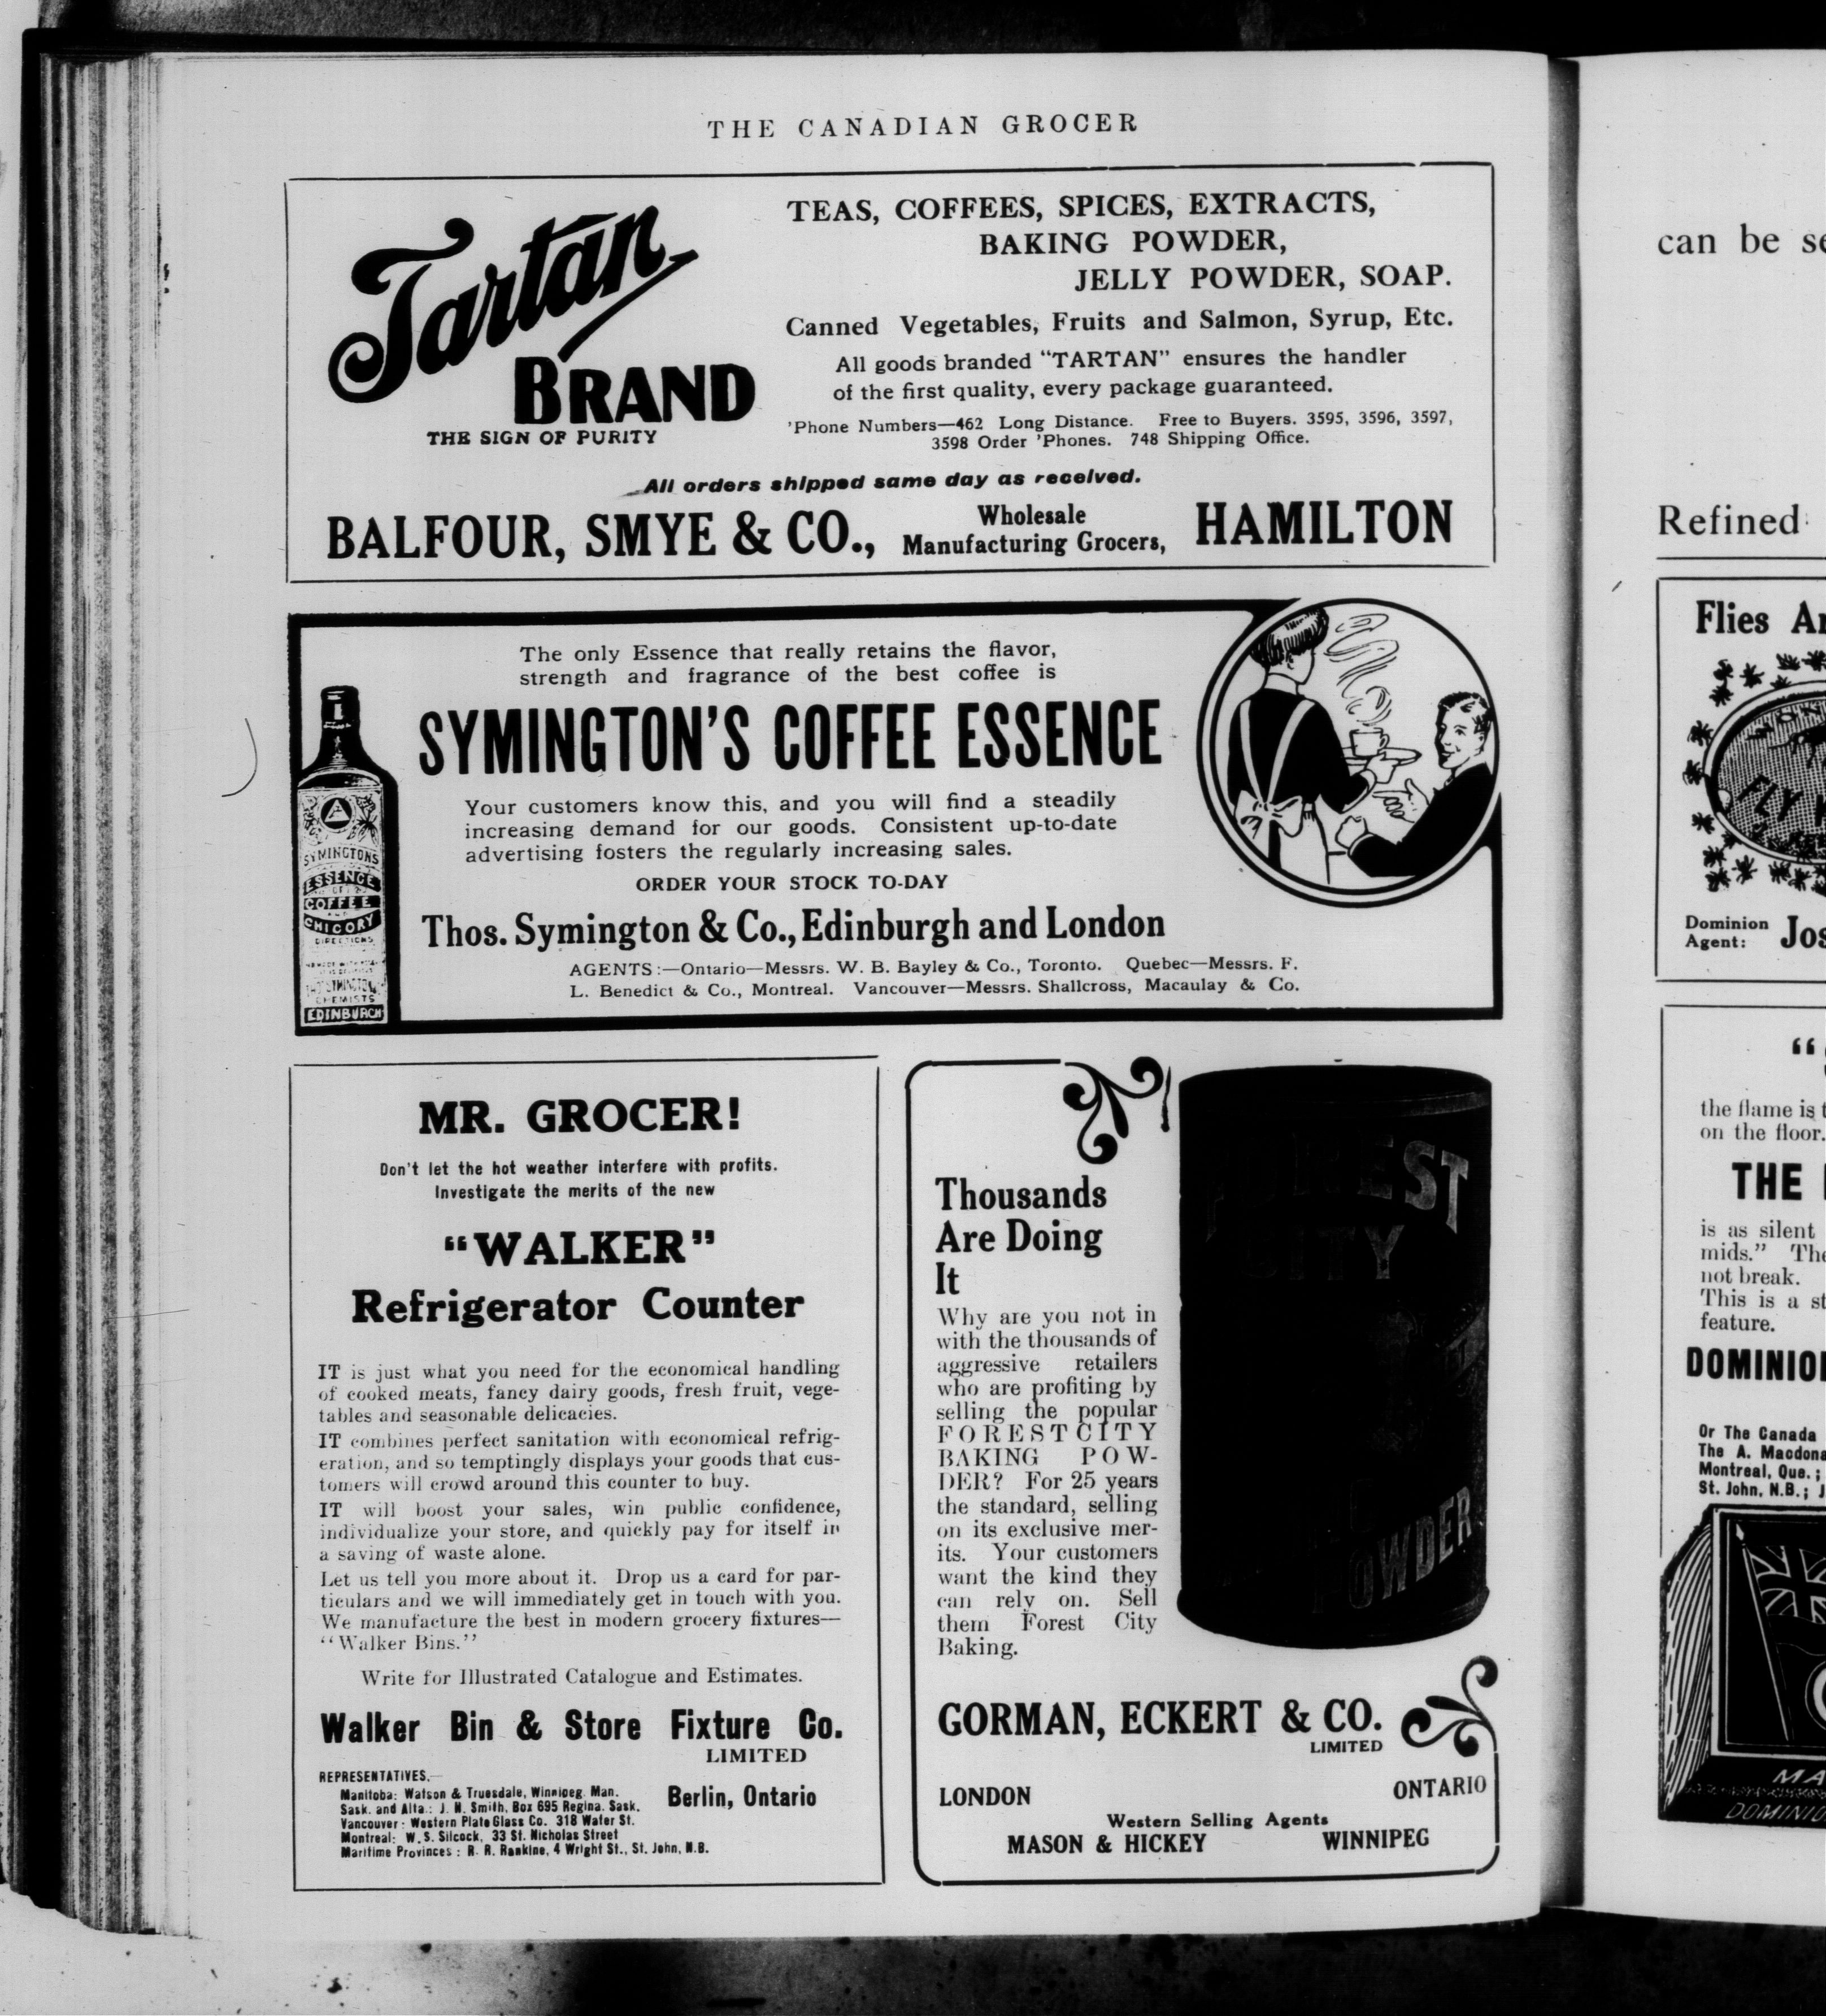 THE CANADIAN GROCER
Tartan
BRAND
THE SIGN OF PURITY
TEAS, COFFEES, SPICES, EXTRACTS,
BAKING POWDER,
JELLY POWDER, SOAP.
Canned Vegetables, Fruits and Salmon, Syrup, Etc.
All goods branded “TARTAN” ensures the handler
of the first quality, every package guaranteed.
'Phone Numbers—462 Long Distance. Free to Buyers. 3595, 3596, 3597,
3598 Order 'Phones. 748 Shipping Office.
All orders shipped same day as received.
BALFOUR, SMYE & CO., Wholesale Manufacturing Grocers, HAMILTON
The only Essence that really retains the flavor,
strength and fragrance of the best coffee is
SYMINGTON'S COFFEE ESSENCE
Your customers know this, and you will find a steadily
increasing demand for our goods. Consistent up-to-date
advertising fosters the regularly increasing sales.
ORDER YOUR STOCK TO-DAY
Thos. Symington & Co., Edinburgh and London
AGENTS:—Ontario—Messrs. W. B. Bayley & Co., Toronto. Quebec—Messrs. F.
L. Benedict & Co., Montreal. Vancouver—Messrs. Shallcross, Macaulay & Co.
SYMINGTONS
ESSENCE
OF
COFFEE
AND
CHICORY
DIRECTIONS
CHEMISTS
EDINBURGH
MR. GROCER!
Don't let the hot weather interfere with profits.
Investigate the merits of the new
“WALKER”
Refrigerator Counter
IT is just what you need for the economical handling
of cooked meats, fancy dairy goods, fresh fruit, vege-
tables and seasonable delicacies.
IT combines perfect sanitation with economical refrig-
eration, and so temptingly displays your goods that cus-
tomers will crowd around this counter to buy.
IT will boost your sales, win public confidence,
individualize your store, and quickly pay for itself in
a saving of waste alone.
Let us tell you more about it. Drop us a card for par-
ticulars and we will immediately get in touch with you.
We manufacture the best in modern grocery fixtures—
“Walker Bins.”
Write for Illustrated Catalogue and Estimates.
Walker Bin & Store Fixture Co.
LIMITED
Berlin, Ontario
REPRESENTATIVES.—
Manitoba: Watson & Truesdale, Winnipeg. Man.
Sask. and Alta.: J. N. Smith, Box 695 Regina. Sask.
Vancouver: Western Plate Glass Co. 318 Water St.
Montreal: W. S. Silcock, 33 St. Nicholas Street
Maritime Provinces: R. R. Rankine, 4 Wright St., St. John, N.B.
Thousands
Are Doing
It
Why are you not in
with the thousands of
aggressive retailers
who are profiting by
selling the popular
FOREST CITY
BAKING POW-
DER? For 25 years
the standard, selling
on its exclusive mer-
its. Your customers
want the kind they
can rely on. Sell
them Forest City
Baking.
FOREST
CITY
POWDER
GORMAN, ECKERT & CO.
LIMITED
LONDON ONTARIO
Western Selling Agents
MASON & HICKEY WINNIPEG
can be
Refined
Flies
FLY
Dominion
Agent:
the flame is
on the floor.
THE
is as silent
mids.” The
not break.
This is a
feature.
Or The Canada
The A.
Montreal, Que.;
St. John, N.B.;